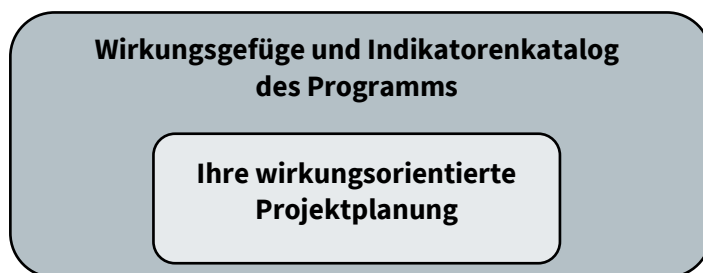 Wirkungsgefüge und Indikatorenkatalog
des Programms
Ihre wirkungsorientierte
Projektplanung